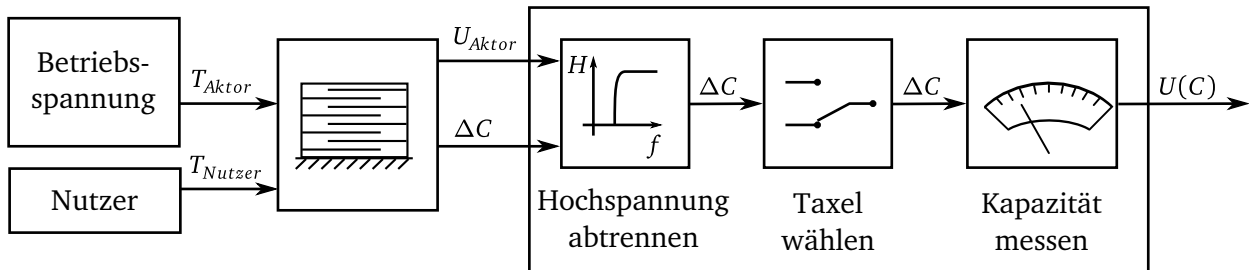 Betriebs-
spannung
T_Aktor
Nutzer
T_Nutzer
U_Aktor
ΔC
H
f
Hochspannung
abtrennen
ΔC
Taxel
wählen
ΔC
Kapazität
messen
U(C)